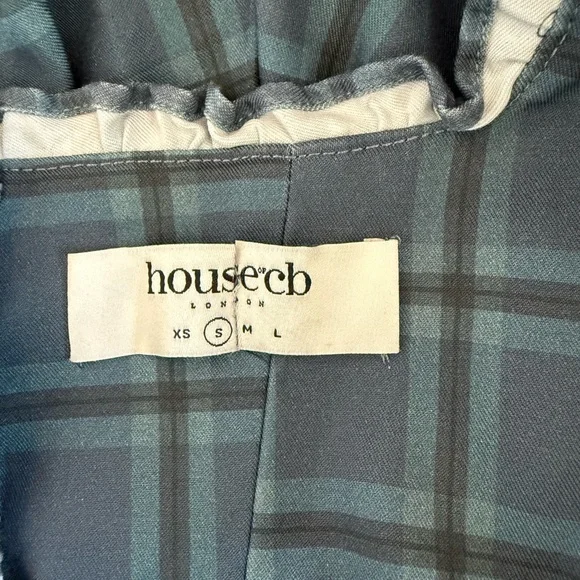 house OF cb
LONDON
XS S M L